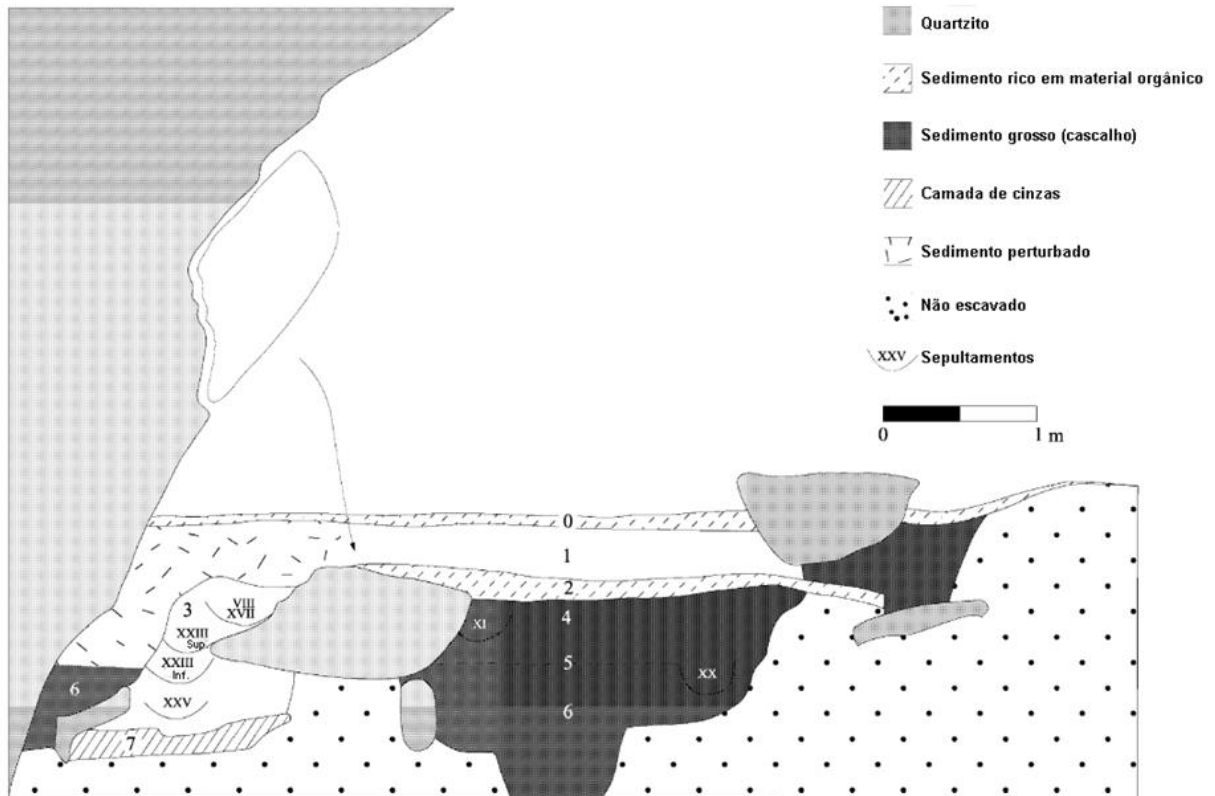 Quartzito
Sedimento rico em material orgânico
Sedimento grosso (cascalho)
Camada de cinzas
Sedimento perturbado
Não escavado
XXV
Sepultamentos
0
1 m
0
1
2
3
VIII
XVII
4
XI
XXIII
Sup.
XXIII
Inf.
5
XX
6
XXV
6
7